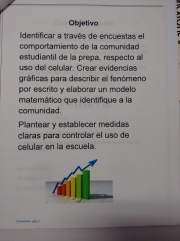 Objetivo
Identificar a través de encuestas el
comportamiento de la comunidad
estudiantil de la prepa, respecto al
uso del celular. Crear evidencias
gráficas para describir el fenómeno
por escrito y elaborar un modelo
matemático que identifique a la
comunidad.
Plantear y establecer medidas
claras para controlar el uso de
celular en la escuela.